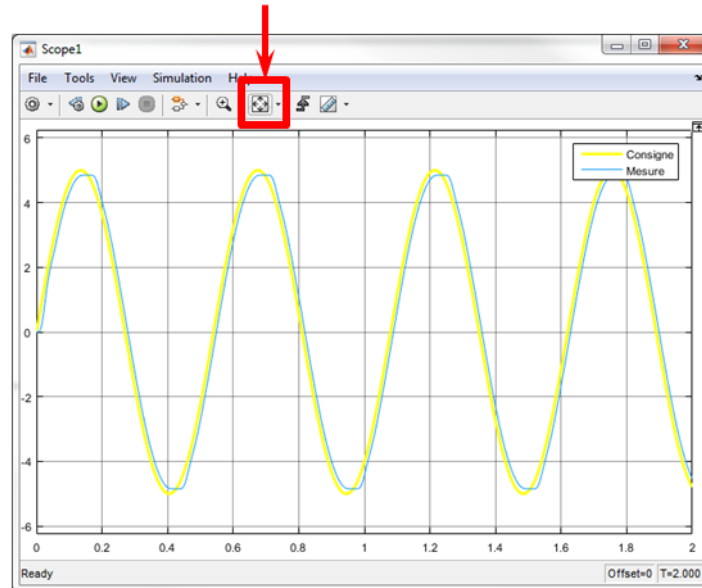 Scope1
File Tools View Simulation Help
Consigne
Mesure
6
4
2
0
-2
-4
-6
0 0.2 0.4 0.6 0.8 1 1.2 1.4 1.6 1.8 2
Ready Offset=0 T=2.000